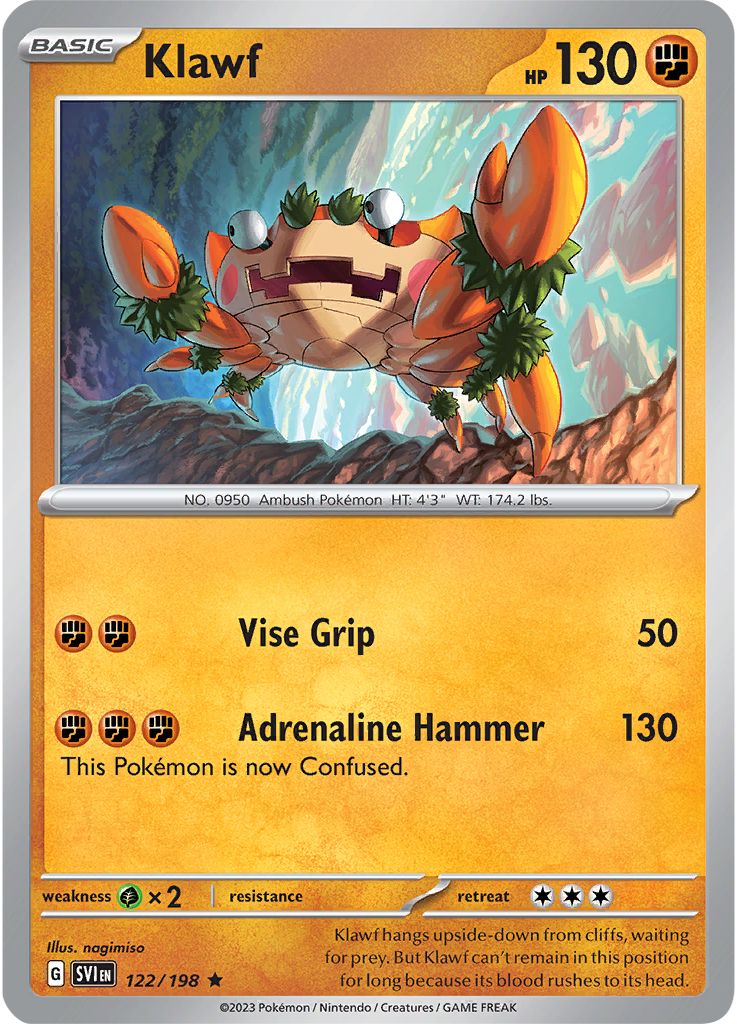 BASIC
Klawf
HP 130
NO. 0950 Ambush Pokémon HT: 4'3" WT: 174.2 lbs.
Vise Grip 50
Adrenaline Hammer 130
This Pokémon is now Confused.
weakness ×2 resistance retreat
Illus. nagimiso
Klawf hangs upside-down from cliffs, waiting
for prey. But Klawf can't remain in this position
for long because its blood rushes to its head.
G SVI EN 122/198 ★
©2023 Pokémon / Nintendo / Creatures / GAME FREAK